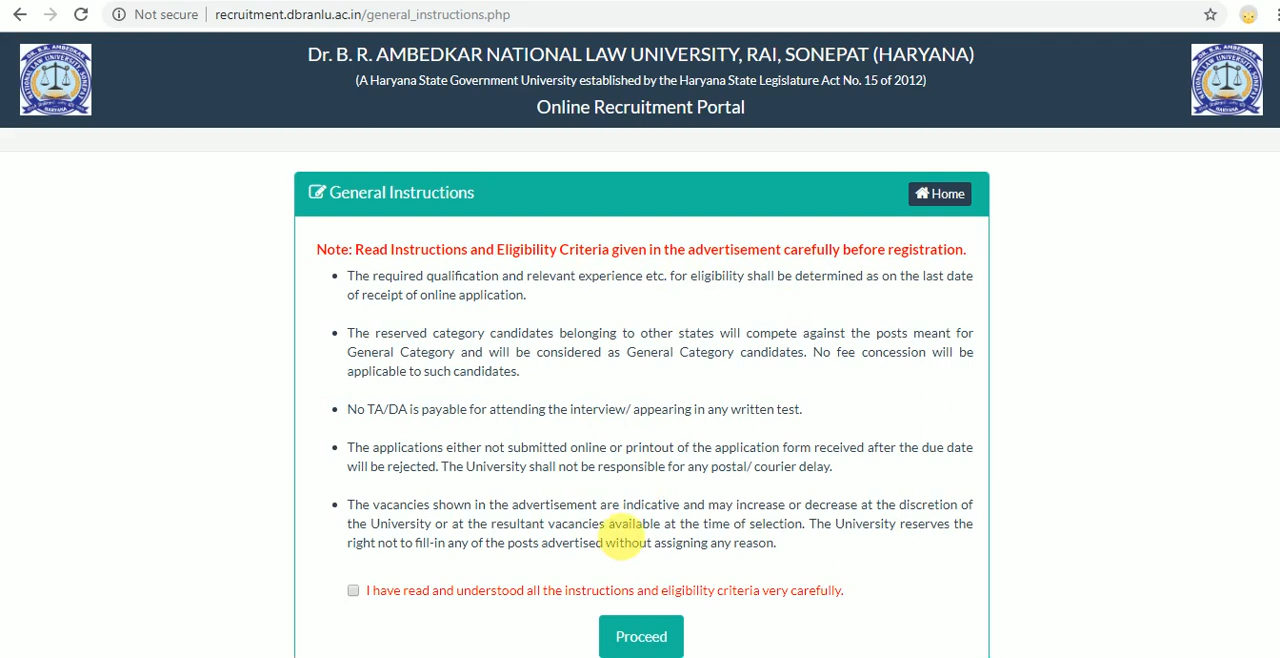 Not secure | recruitment.dbranlu.ac.in/general_instructions.php
Dr. B. R. AMBEDKAR NATIONAL LAW UNIVERSITY, RAI, SONEPAT (HARYANA)
(A Haryana State Government University established by the Haryana State Legislature Act No. 15 of 2012)
Online Recruitment Portal
General Instructions
Home
Note: Read Instructions and Eligibility Criteria given in the advertisement carefully before registration.
• The required qualification and relevant experience etc. for eligibility shall be determined as on the last date
of receipt of online application.
• The reserved category candidates belonging to other states will compete against the posts meant for
General Category and will be considered as General Category candidates. No fee concession will be
applicable to such candidates.
• No TA/DA is payable for attending the interview/ appearing in any written test.
• The applications either not submitted online or printout of the application form received after the due date
will be rejected. The University shall not be responsible for any postal/ courier delay.
• The vacancies shown in the advertisement are indicative and may increase or decrease at the discretion of
the University or at the resultant vacancies available at the time of selection. The University reserves the
right not to fill-in any of the posts advertised without assigning any reason.
I have read and understood all the instructions and eligibility criteria very carefully.
Proceed